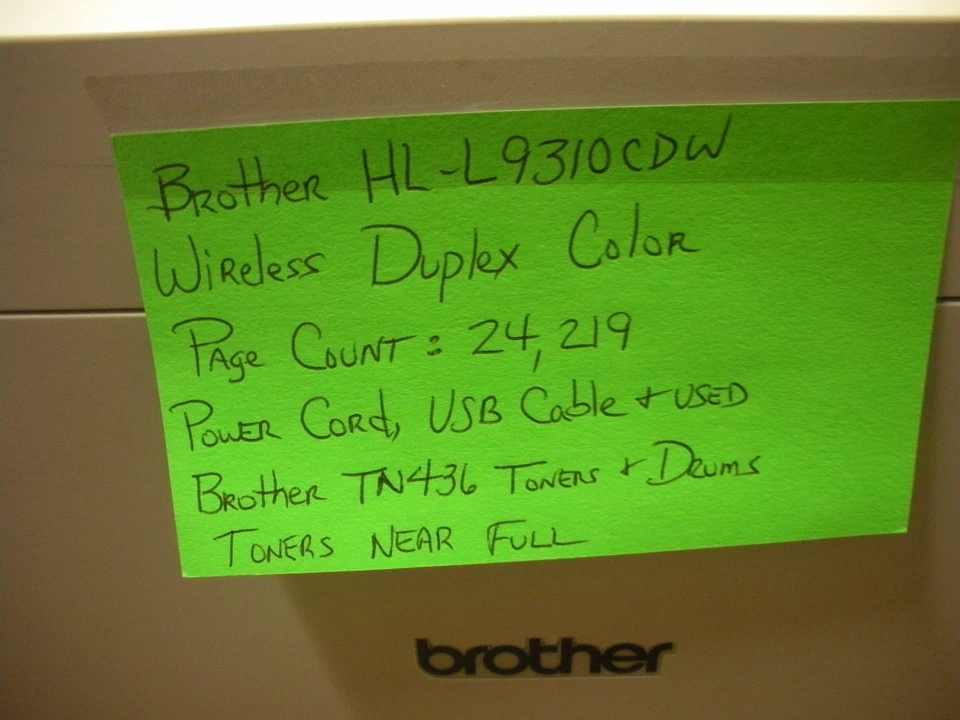 Brother HL-L9310CDW
Wireless Duplex Color
Page Count: 24,219
Power Cord, USB Cable + USED
Brother TN436 Toners + Drums
TONERS NEAR FULL
brother